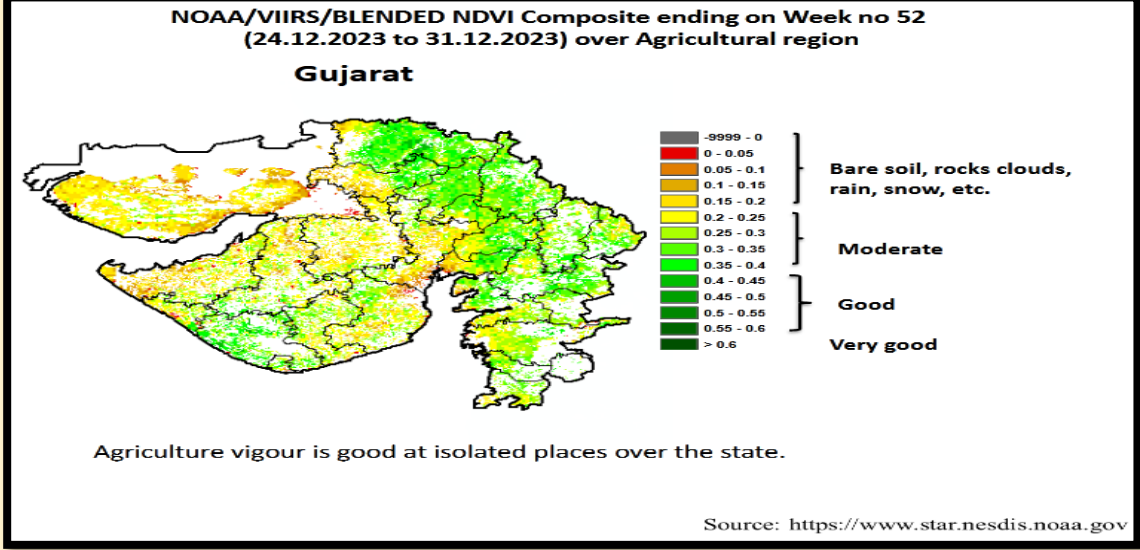 NOAA/VIIRS/BLENDED NDVI Composite ending on Week no 52
(24.12.2023 to 31.12.2023) over Agricultural region
Gujarat
-9999 - 0
0 - 0.05
0.05 - 0.1
0.1 - 0.15
0.15 - 0.2
0.2 - 0.25
0.25 - 0.3
0.3 - 0.35
0.35 - 0.4
0.4 - 0.45
0.45 - 0.5
0.5 - 0.55
0.55 - 0.6
> 0.6
Bare soil, rocks clouds,
rain, snow, etc.
Moderate
Good
Very good
Agriculture vigour is good at isolated places over the state.
Source: https://www.star.nesdis.noaa.gov